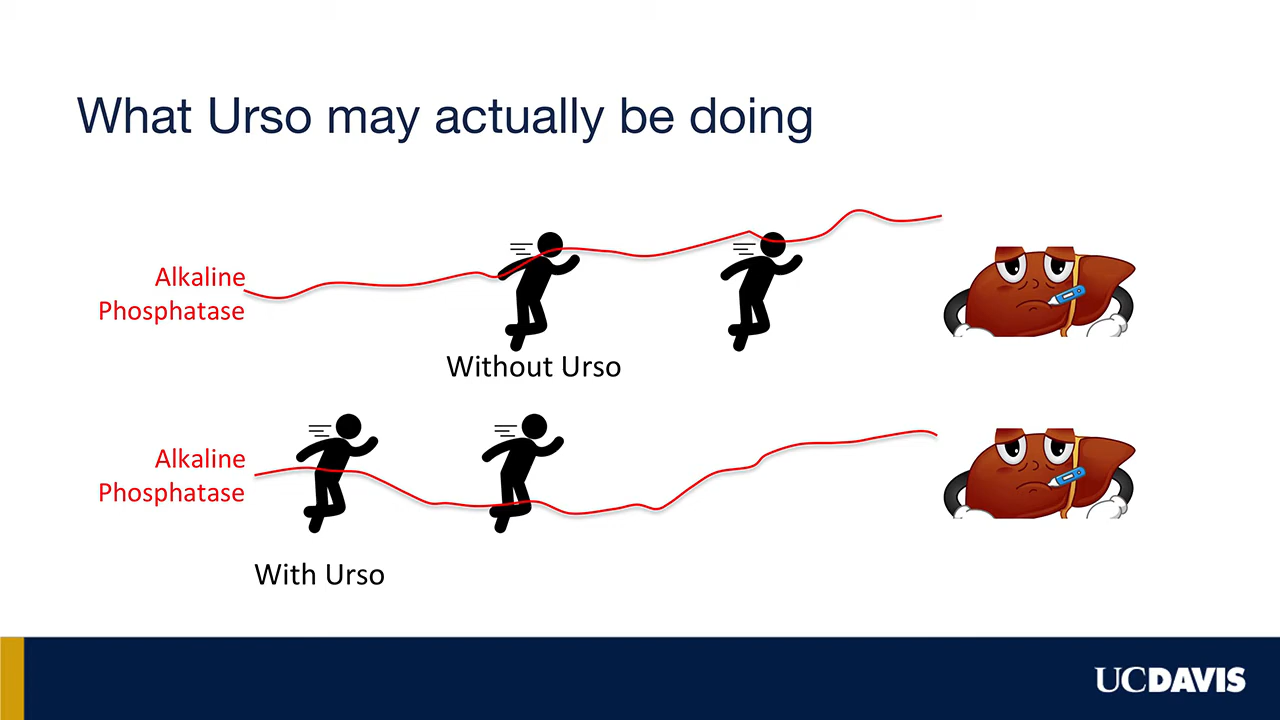 What Urso may actually be doing
Alkaline
Phosphatase
Without Urso
Alkaline
Phosphatase
With Urso
UCDAVIS